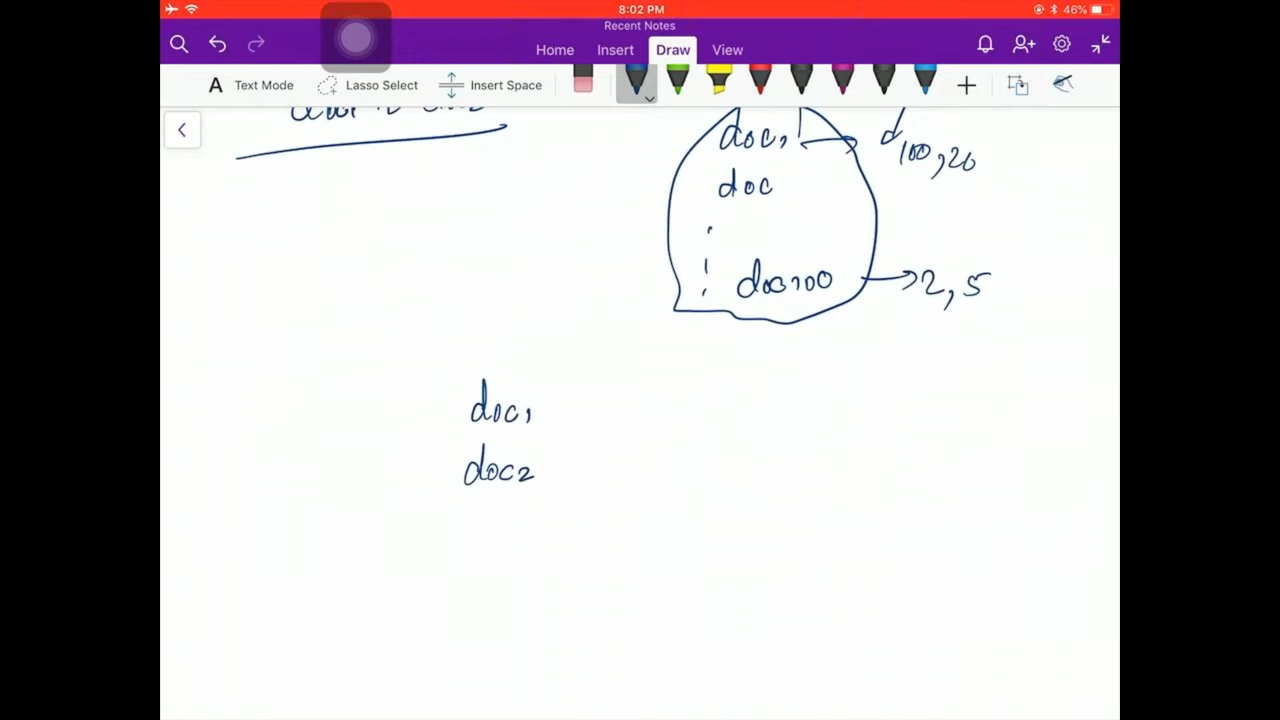 8:02 PM
46%
Recent Notes
Home Insert Draw View
Text Mode Lasso Select Insert Space
doc1 d100,20
doc
doc100 → 2, 5
doc1
doc2